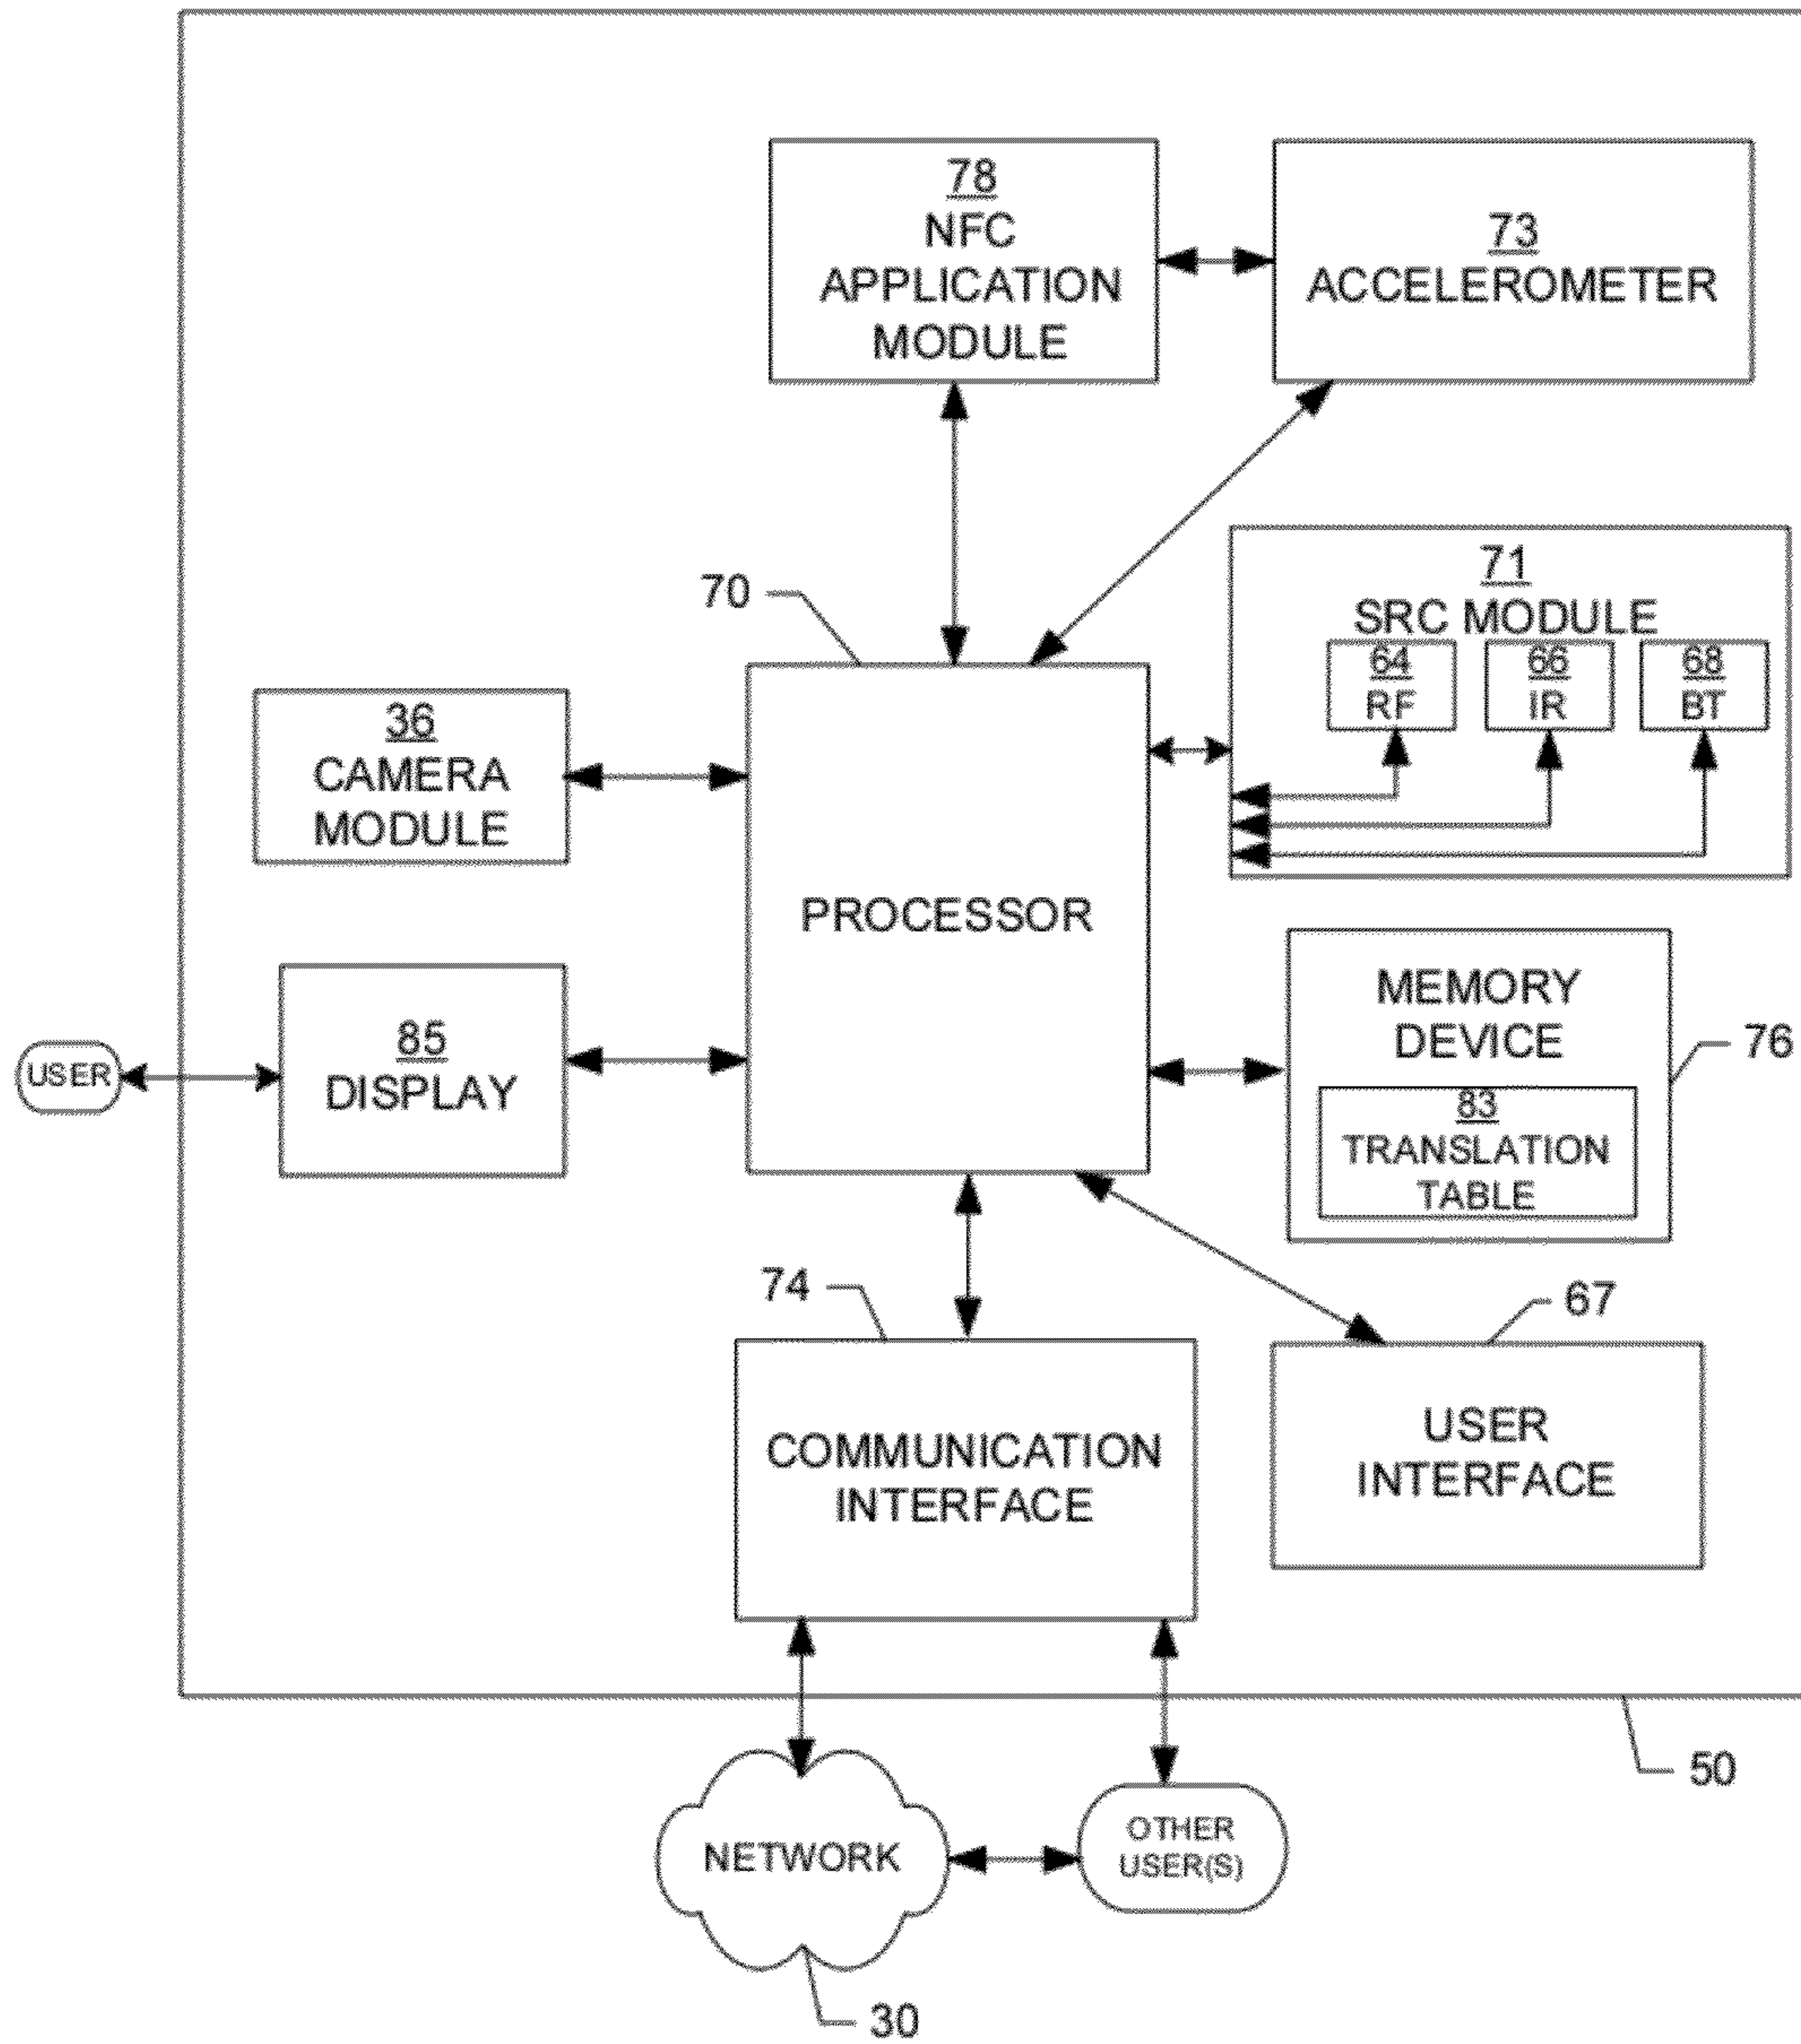 78
NFC
APPLICATION
MODULE
73
ACCELEROMETER
70
71
SRC MODULE
64
RF
66
IR
68
BT
36
CAMERA
MODULE
PROCESSOR
85
DISPLAY
USER
MEMORY
DEVICE
76
83
TRANSLATION
TABLE
74
67
COMMUNICATION
INTERFACE
USER
INTERFACE
50
NETWORK
OTHER
USER(S)
30